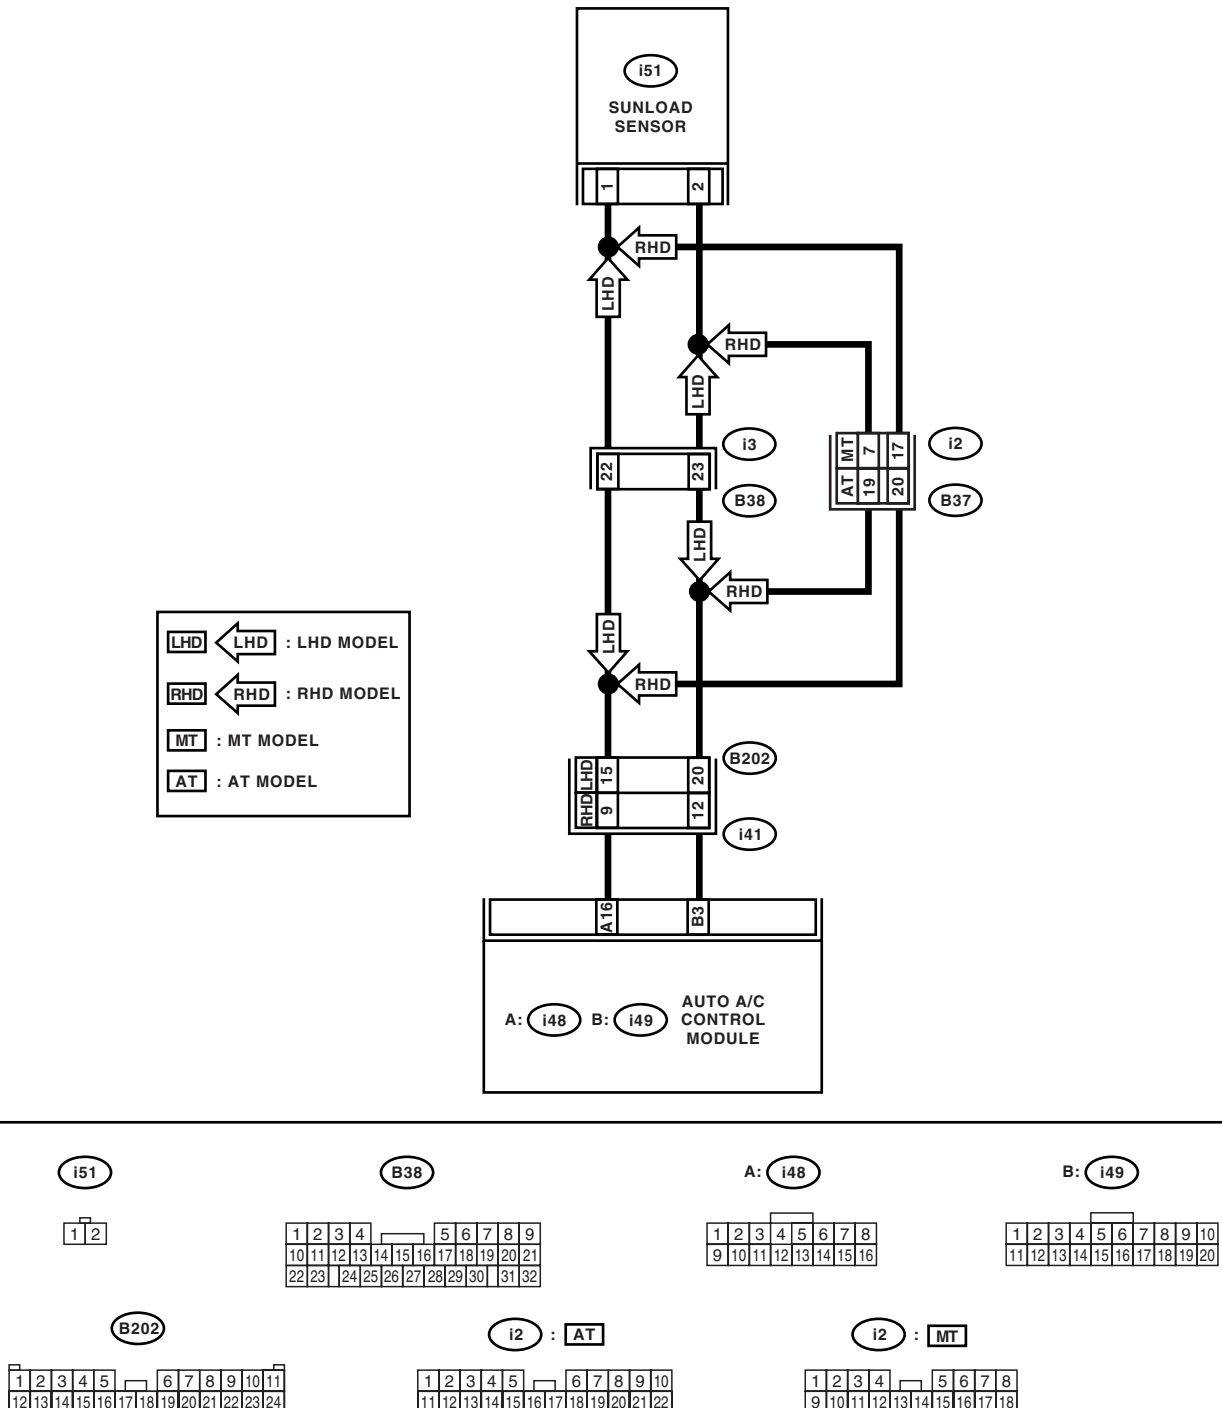 i51
SUNLOAD
SENSOR
1 2
RHD
LHD
RHD
LHD
i3
MT 7 17
i2
22 23
AT 19 20
B38
B37
LHD
RHD
LHD
RHD
LHD LHD : LHD MODEL
RHD RHD : RHD MODEL
MT : MT MODEL
AT : AT MODEL
B202
LHD 15 20
RHD 9 12
i41
A16 B3
A: i48 B: i49
AUTO A/C
CONTROL
MODULE
i51
1 2
B38
1 2 3 4 5 6 7 8 9
10 11 12 13 14 15 16 17 18 19 20 21
22 23 24 25 26 27 28 29 30 31 32
A: i48
1 2 3 4 5 6 7 8
9 10 11 12 13 14 15 16
B: i49
1 2 3 4 5 6 7 8 9 10
11 12 13 14 15 16 17 18 19 20
B202
1 2 3 4 5 6 7 8 9 10 11
12 13 14 15 16 17 18 19 20 21 22 23 24
i2 : AT
1 2 3 4 5 6 7 8 9 10
11 12 13 14 15 16 17 18 19 20 21 22
i2 : MT
1 2 3 4 5 6 7 8
9 10 11 12 13 14 15 16 17 18